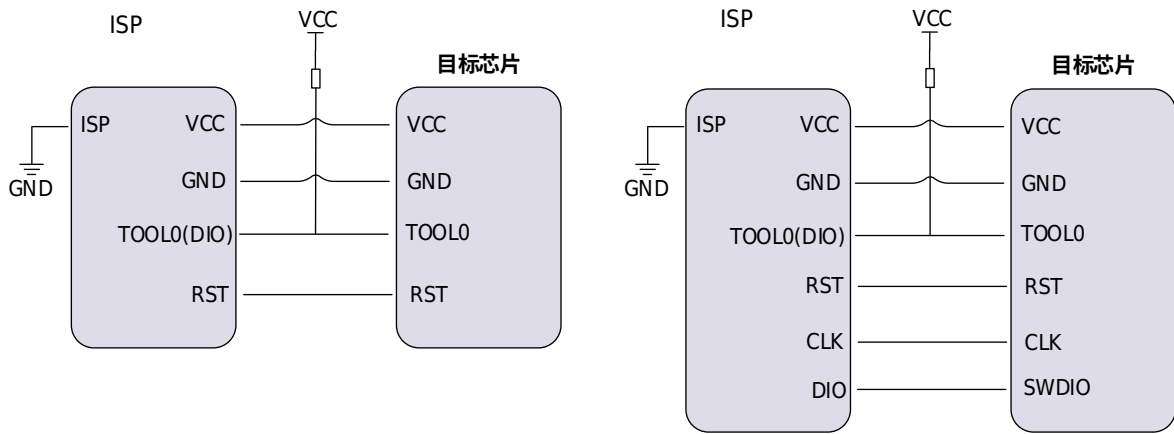 ISP
VCC
目标芯片
ISP
VCC
VCC
GND
GND
GND
TOOL0(DIO)
TOOL0
RST
RST
ISP
VCC
目标芯片
ISP
VCC
VCC
GND
GND
GND
TOOL0(DIO)
TOOL0
RST
RST
CLK
CLK
DIO
SWDIO